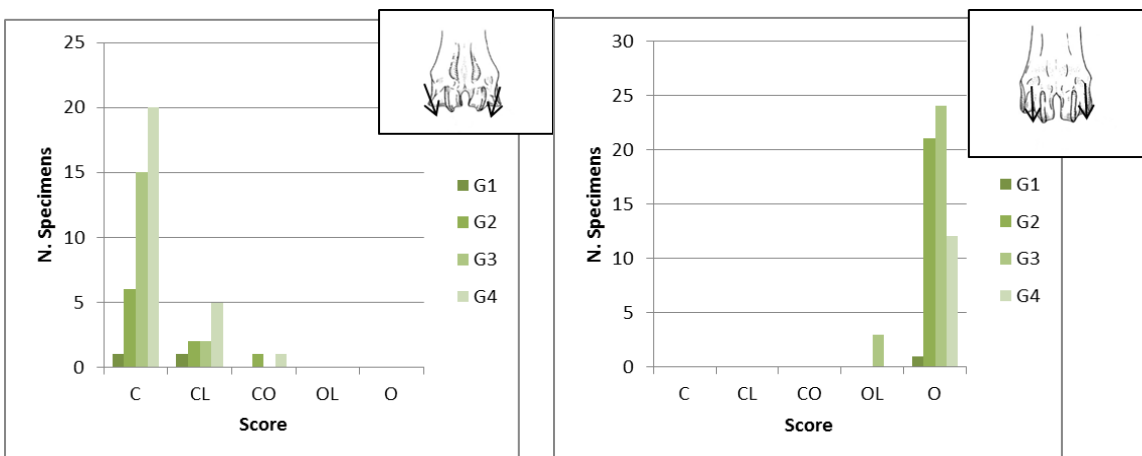 25
20
15
10
5
0
N. Specimens
C CL CO OL O
Score
G1
G2
G3
G4
30
25
20
15
10
5
0
N. Specimens
C CL CO OL O
Score
G1
G2
G3
G4